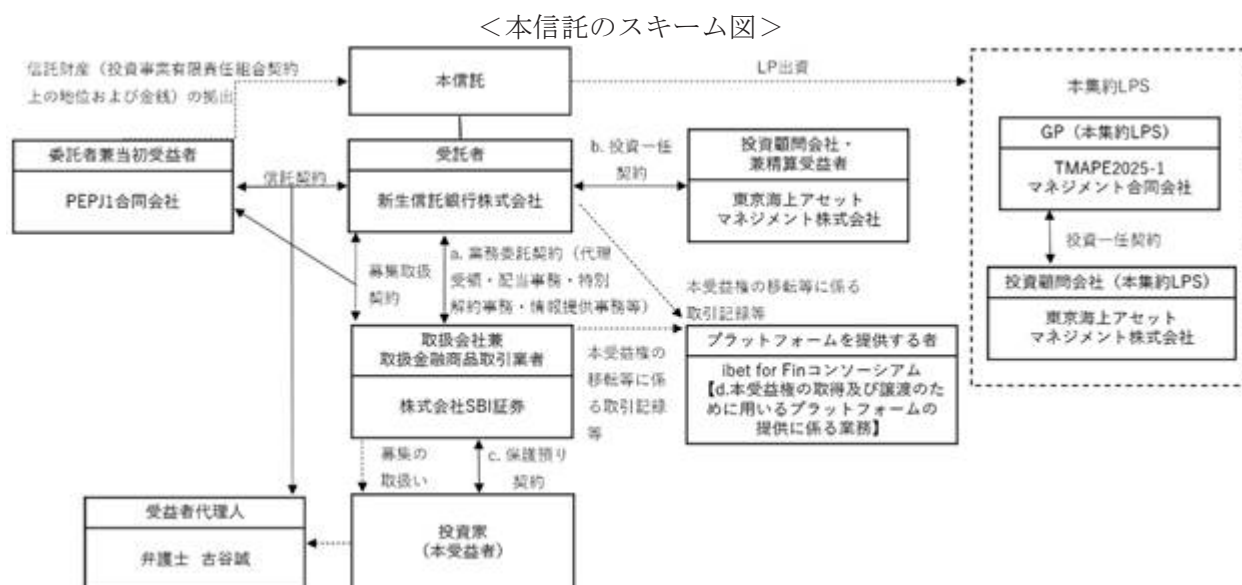 ＜本信託のスキーム図＞
信託財産（投資事業有限責任組合契約
上の地位および金銭）の拠出
本信託
LP出資
本集約LPS
委託者兼当初受益者
PEPJ1合同会社
信託契約
受託者
新生信託銀行株式会社
b. 投資一任
契約
投資顧問会社・
兼精算受益者
東京海上アセット
マネジメント株式会社
GP（本集約LPS）
TMAPE2025-1
マネジメント合同会社
投資一任契約
投資顧問会社（本集約LPS）
東京海上アセット
マネジメント株式会社
募集取扱
契約
a. 業務委託契約（代理
受領・配当事務・特別
解約事務・情報提供事務等）
本受益権の移転等に係る
取引記録等
取扱会社兼
取扱金融商品取引業者
株式会社SBI証券
本受益権の
移転等に係
る取引記録
等
プラットフォームを提供する者
ibet for Finコンソーシアム
【d.本受益権の取得及び譲渡のた
めに用いるプラットフォームの
提供に係る業務】
募集の
取扱い
c. 保護預り
契約
受益者代理人
弁護士 古谷誠
投資家
（本受益者）